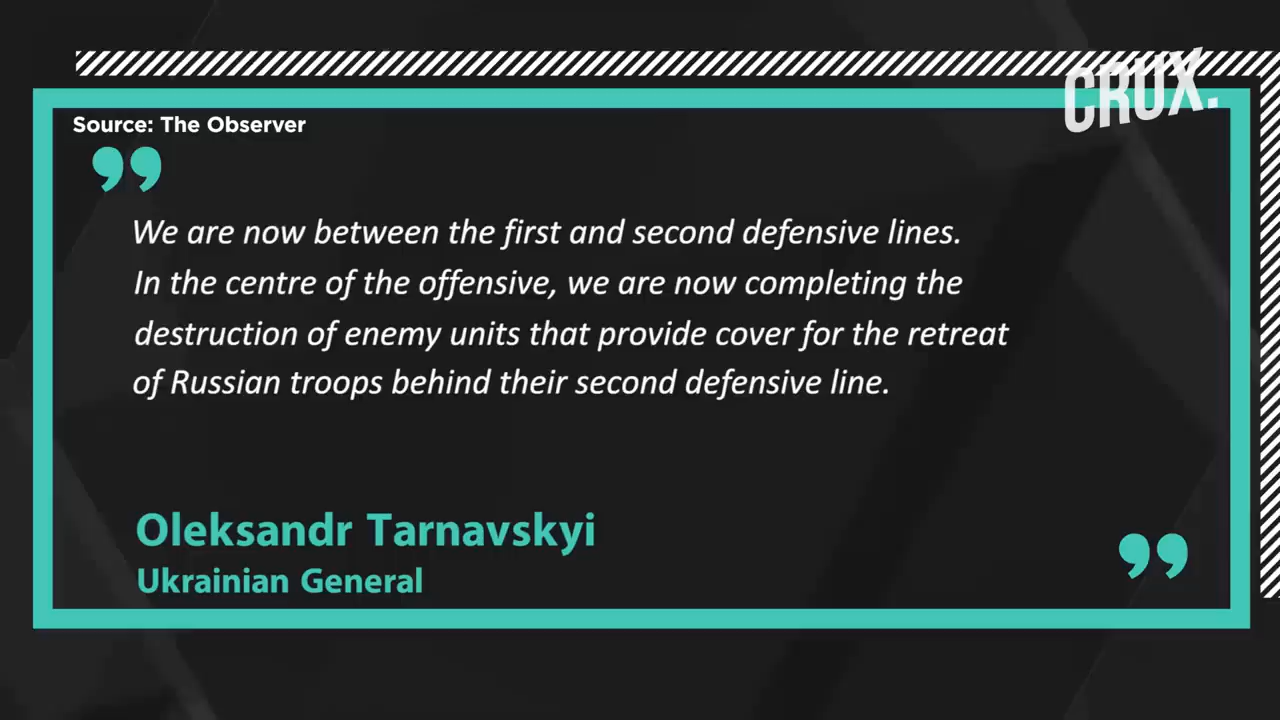 CRUX.
Source: The Observer
We are now between the first and second defensive lines.
In the centre of the offensive, we are now completing the
destruction of enemy units that provide cover for the retreat
of Russian troops behind their second defensive line.
Oleksandr Tarnavskyi
Ukrainian General